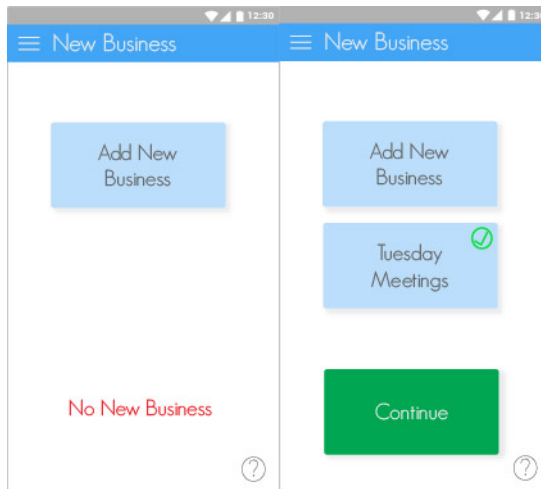 12:30
New Business
Add New
Business
No New Business
?
12:30
New Business
Add New
Business
Tuesday
Meetings
Continue
?